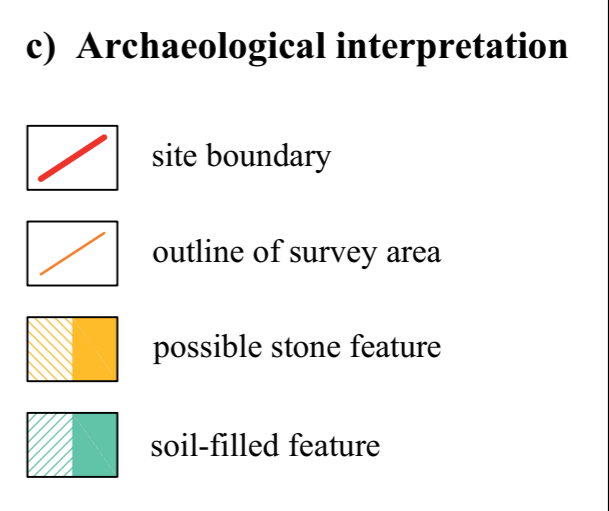 c) Archaeological interpretation
site boundary
outline of survey area
possible stone feature
soil-filled feature